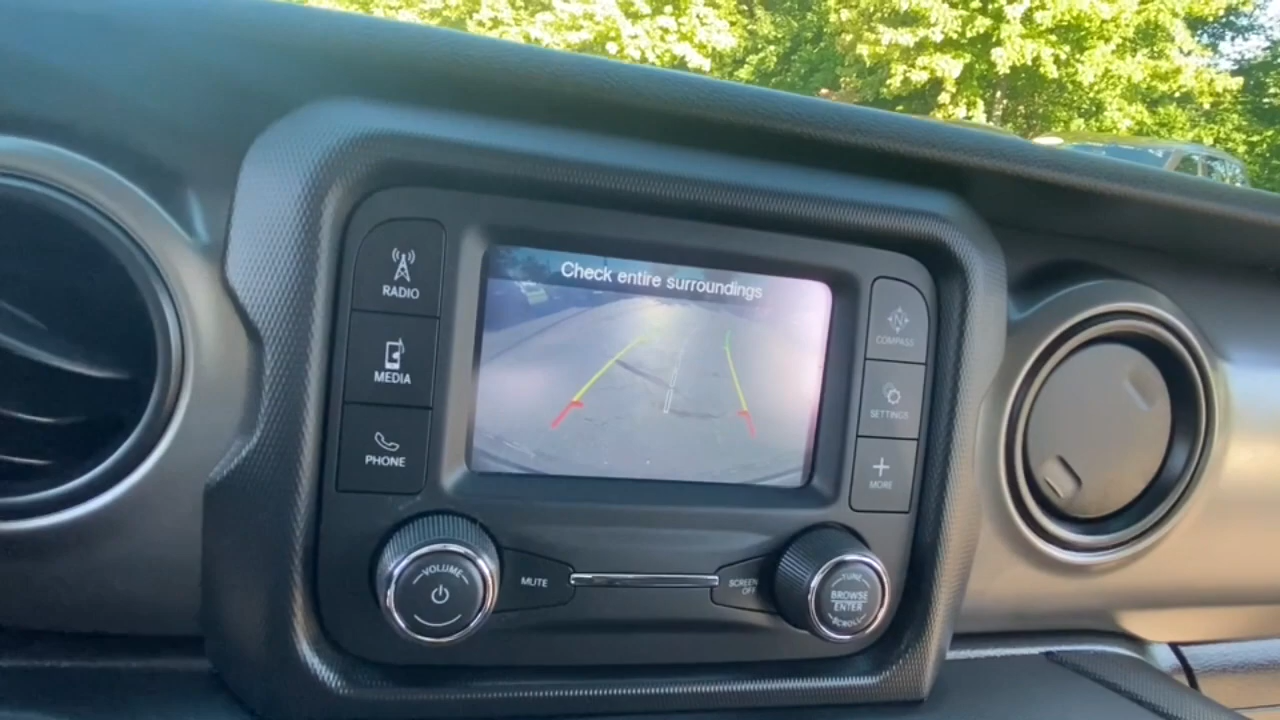 Check entire surroundings
RADIO
MEDIA
PHONE
N
COMPASS
SETTINGS
MORE
VOLUME
MUTE
SCREEN
OFF
TUNE
BROWSE
ENTER
SCROLL